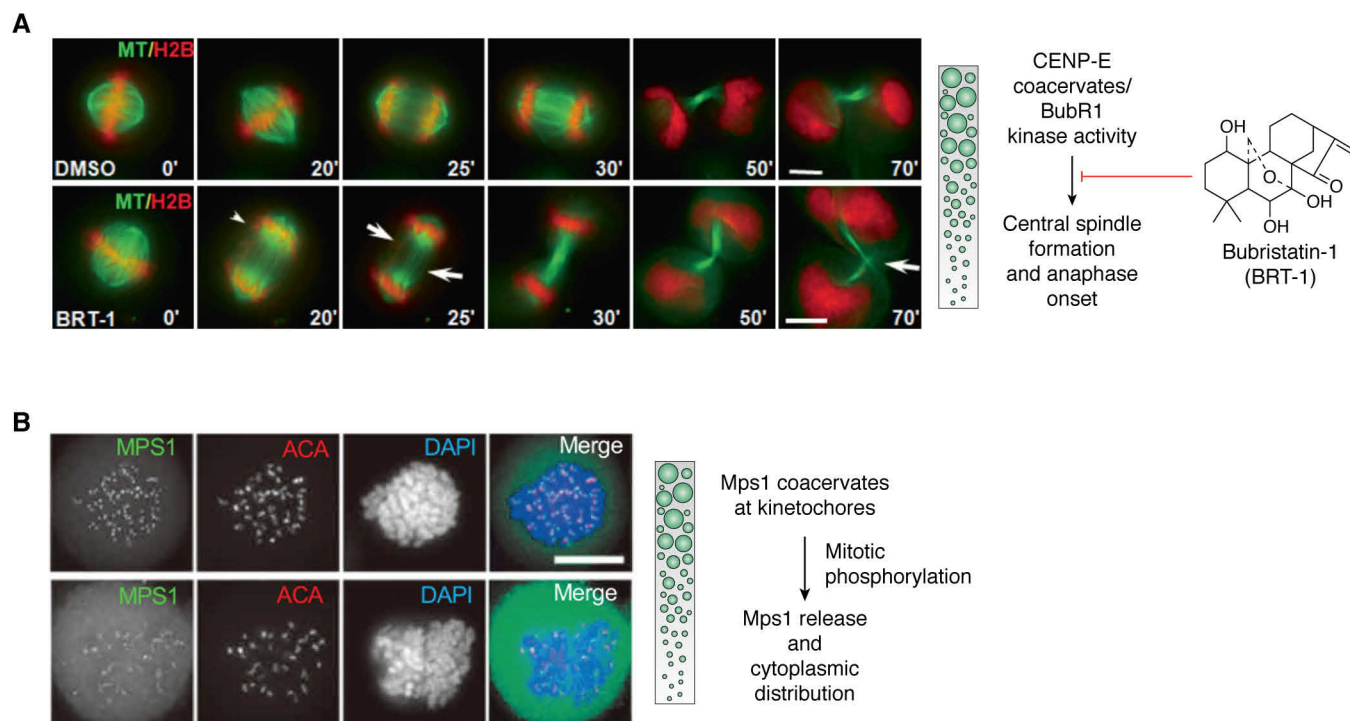 A
MT/H2B
DMSO 0'
20'
25'
30'
50'
70'
MT/H2B
BRT-1 0'
20'
25'
30'
50'
70'
CENP-E
coacervates/
BubR1
kinase activity
Central spindle
formation
and anaphase
onset
OH
O
O
OH
OH
Bubristatin-1
(BRT-1)
B
MPS1
ACA
DAPI
Merge
MPS1
ACA
DAPI
Merge
Mps1 coacervates
at kinetochores
Mitotic
phosphorylation
Mps1 release
and
cytoplasmic
distribution